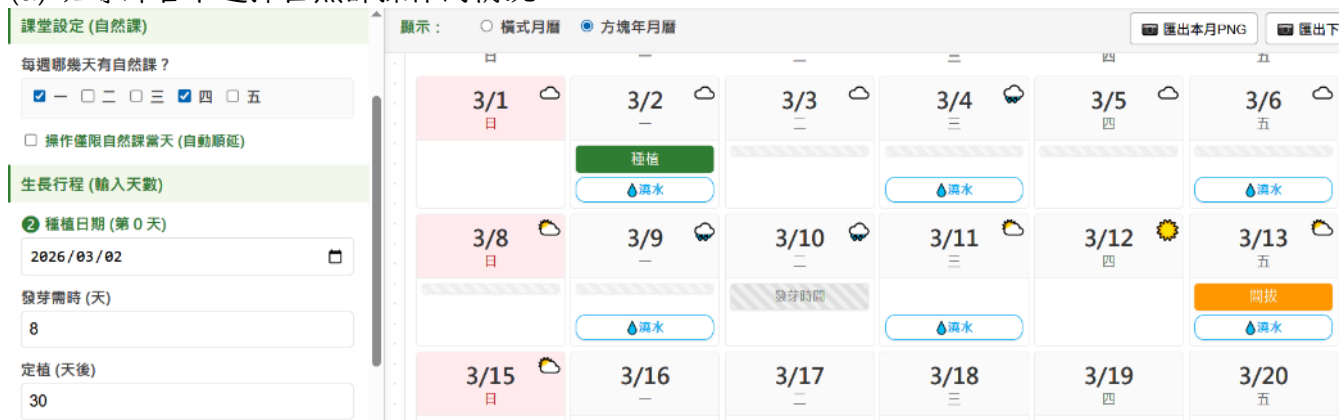 課堂設定 (自然課)
每週哪幾天有自然課？
一 二 三 四 五
操作僅限自然課當天 (自動順延)
生長行程 (輸入天數)
2 種植日期 (第 0 天)
2026/03/02
發芽需時 (天)
8
定植 (天後)
30
顯示： 橫式月曆 方塊年月曆
匯出本月PNG 匯出下
日 一 二 三 四 五
3/1 3/2 3/3 3/4 3/5 3/6
日 一 二 三 四 五
種植
澆水 澆水 澆水
3/8 3/9 3/10 3/11 3/12 3/13
日 一 二 三 四 五
發芽時間 間拔
澆水 澆水 澆水
3/15 3/16 3/17 3/18 3/19 3/20
日 一 二 三 四 五